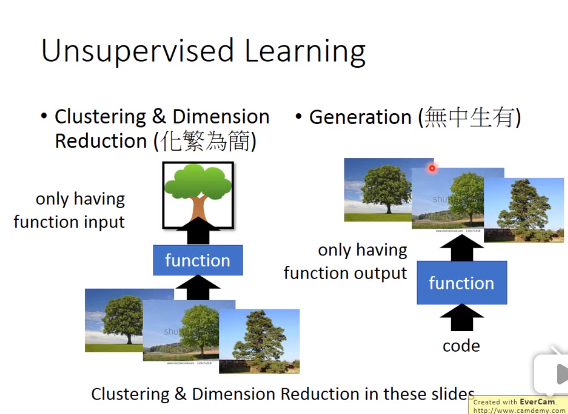 Unsupervised Learning
• Clustering & Dimension
Reduction (化繁為簡)
only having
function input
function
• Generation (無中生有)
only having
function output
function
code
Clustering & Dimension Reduction in these slides
Created with EverCam.
http://www.camdemy.com